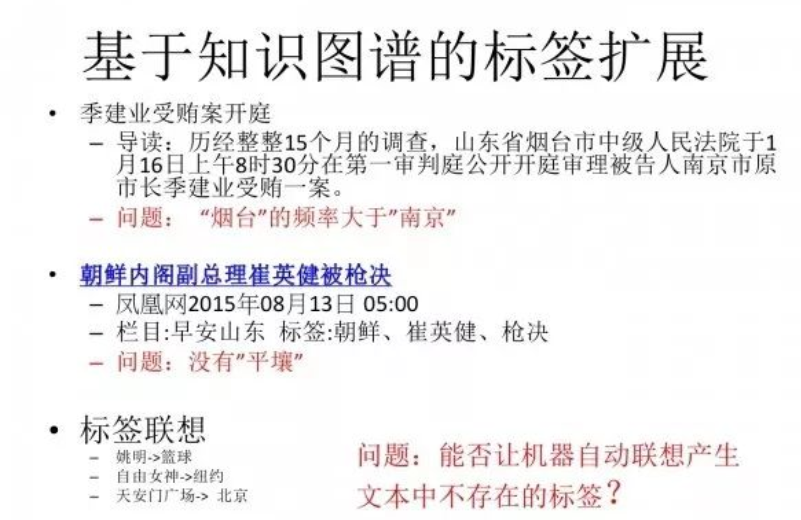 基于知识图谱的标签扩展
• 季建业受贿案开庭
– 导读：历经整整15个月的调查，山东省烟台市中级人民法院于1
月16日上午8时30分在第一审判庭公开开庭审理被告人南京市原
市长季建业受贿一案。
– 问题： “烟台”的频率大于”南京”
• 朝鲜内阁副总理崔英健被枪决
– 凤凰网2015年08月13日 05:00
– 栏目:早安山东 标签:朝鲜、崔英健、枪决
– 问题：没有”平壤”
• 标签联想
– 姚明->篮球
– 自由女神->纽约
– 天安门广场-> 北京
问题：能否让机器自动联想产生
文本中不存在的标签？